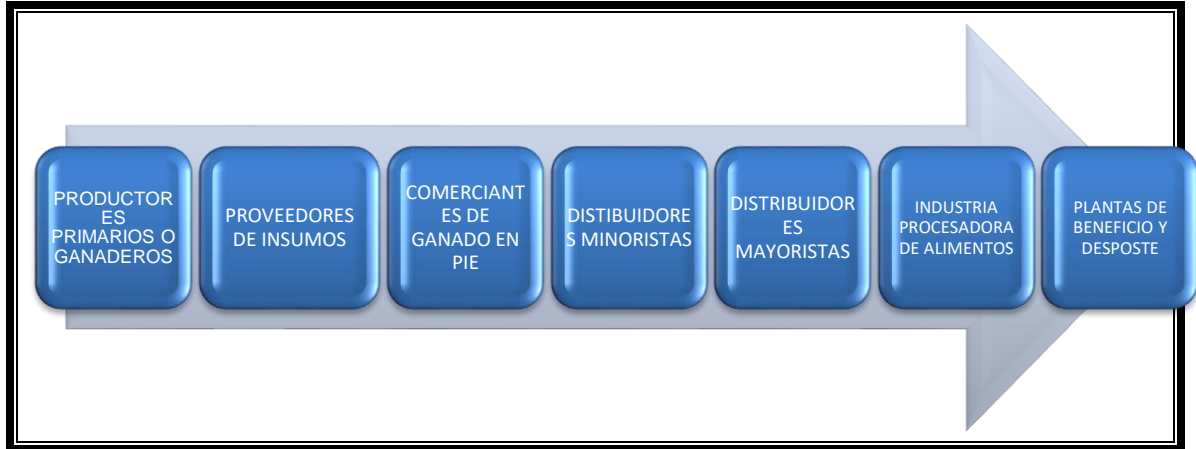 PRODUCTOR
ES
PRIMARIOS O
GANADEROS
PROVEEDORES
DE INSUMOS
COMERCIANT
ES DE
GANADO EN
PIE
DISTIBUIDORE
S MINORISTAS
DISTRIBUIDOR
ES
MAYORISTAS
INDUSTRIA
PROCESADORA
DE ALIMENTOS
PLANTAS DE
BENEFICIO Y
DESPOSTE